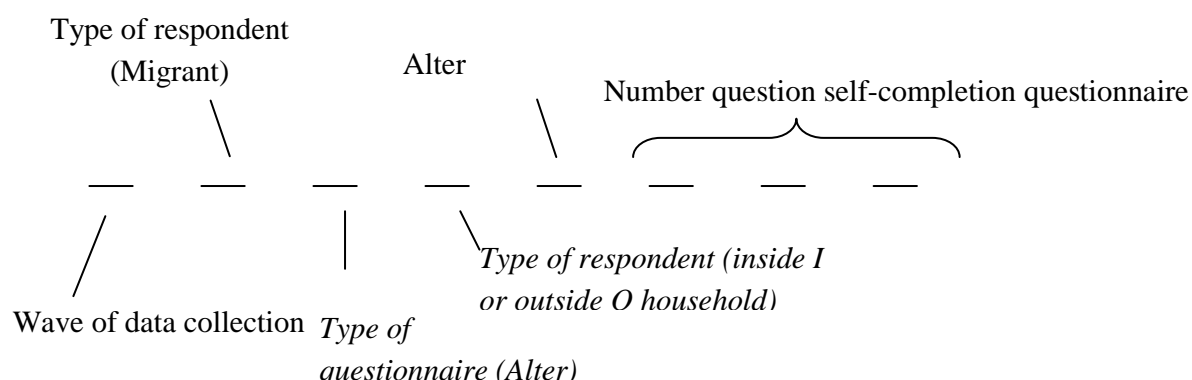 Type of respondent
(Migrant)
Alter
Number question self-completion questionnaire
Type of respondent (inside I
or outside O household)
Wave of data collection
Type of
questionnaire (Alter)